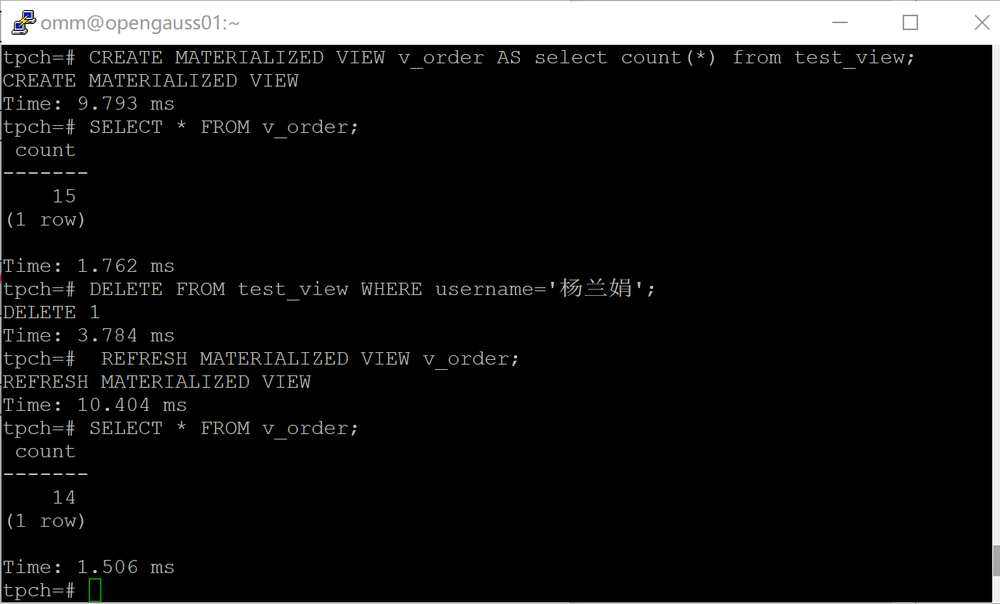 omm@opengauss01:~
tpch=# CREATE MATERIALIZED VIEW v_order AS select count(*) from test_view;
CREATE MATERIALIZED VIEW
Time: 9.793 ms
tpch=# SELECT * FROM v_order;
 count
-------
    15
(1 row)

Time: 1.762 ms
tpch=# DELETE FROM test_view WHERE username='杨兰娟';
DELETE 1
Time: 3.784 ms
tpch=#  REFRESH MATERIALIZED VIEW v_order;
REFRESH MATERIALIZED VIEW
Time: 10.404 ms
tpch=# SELECT * FROM v_order;
 count
-------
    14
(1 row)

Time: 1.506 ms
tpch=#